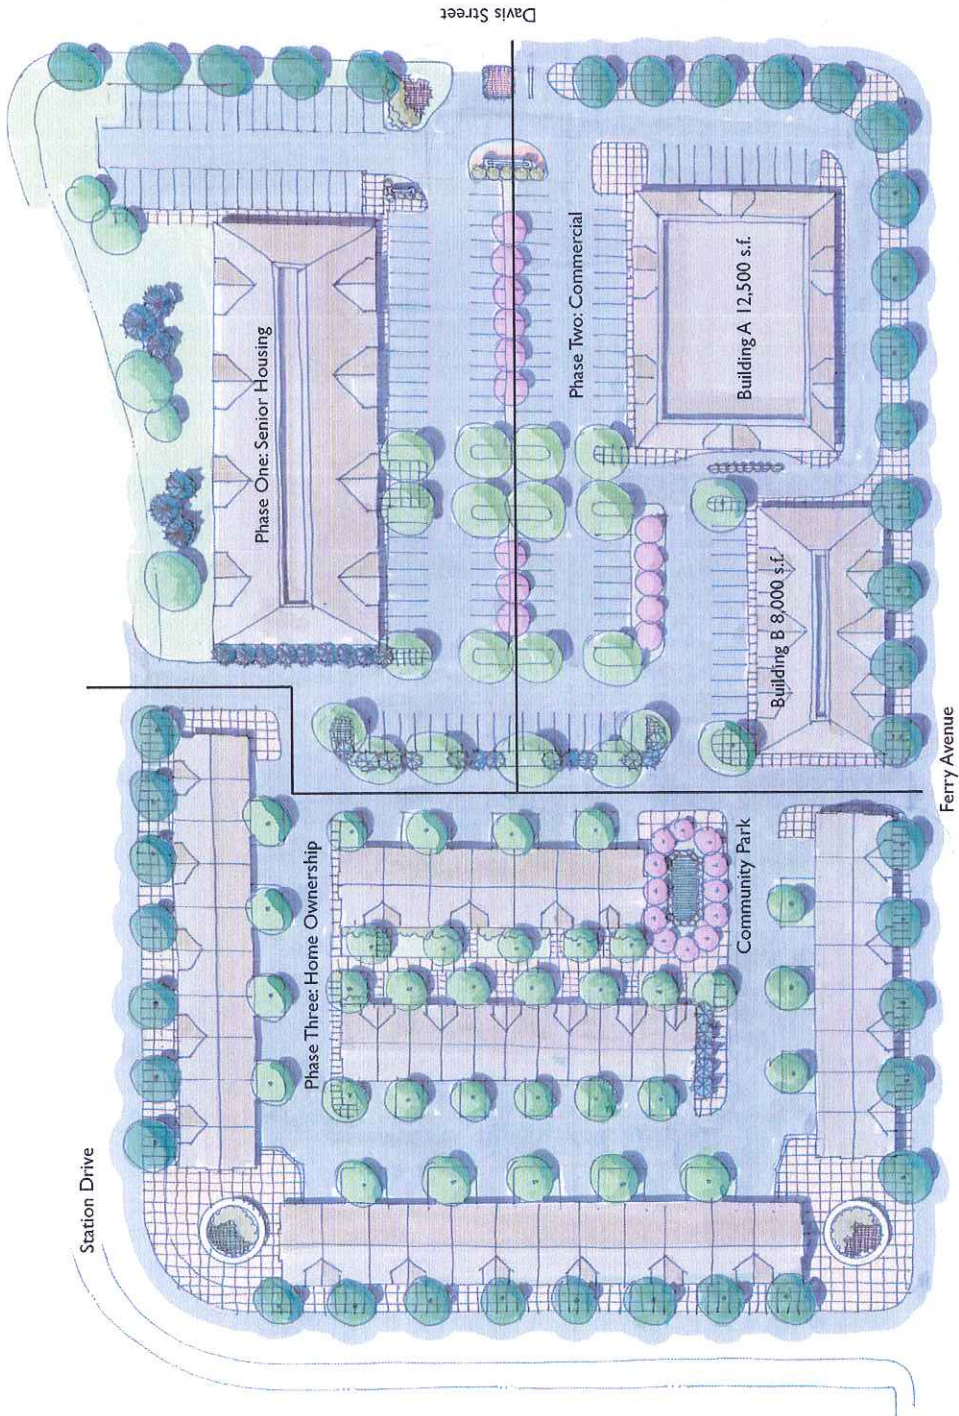 Davis Street
Phase One: Senior Housing
Phase Two: Commercial
Building A 12,500 s.f.
Building B 8,000 s.f.
Ferry Avenue
Phase Three: Home Ownership
Community Park
Station Drive